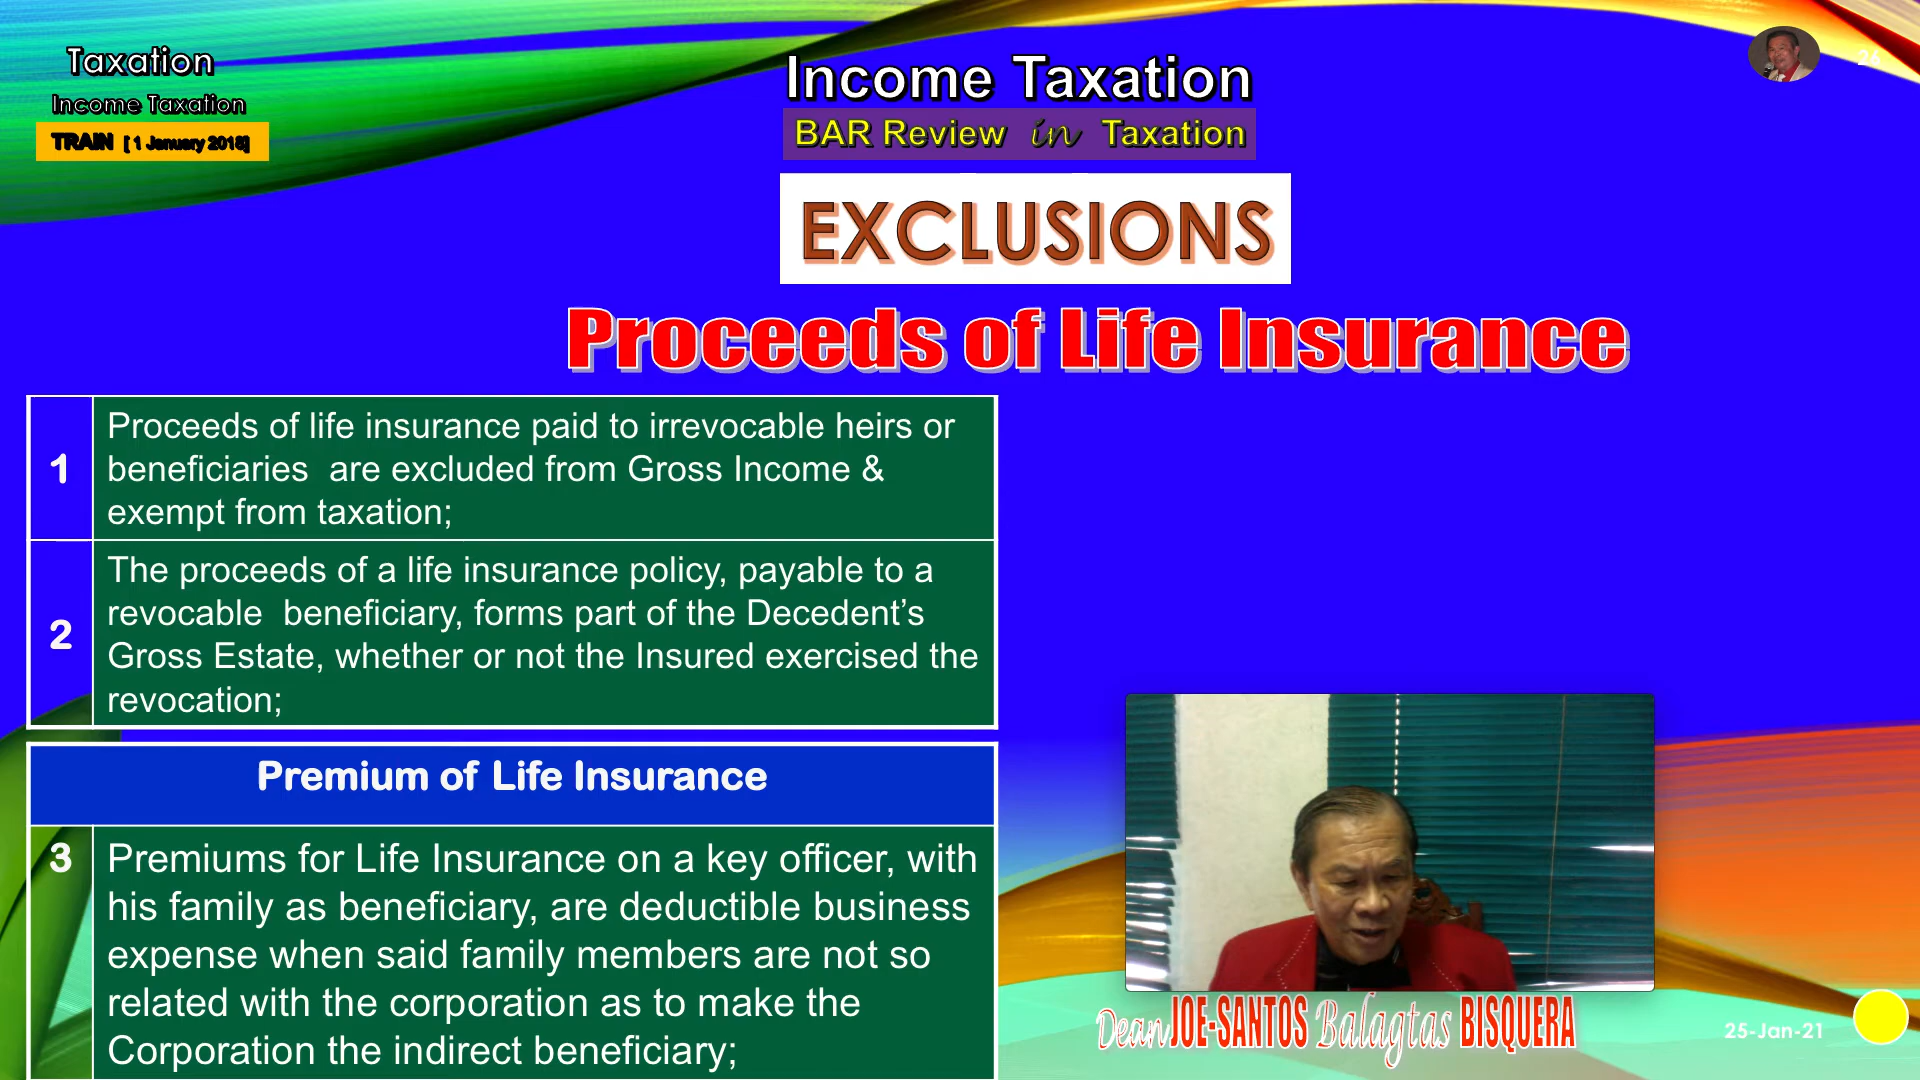 Taxation
Income Taxation
TRAIN [ 1 January 2018]
Income Taxation
BAR Review in Taxation
26
EXCLUSIONS
Proceeds of Life Insurance
1
Proceeds of life insurance paid to irrevocable heirs or
beneficiaries are excluded from Gross Income &
exempt from taxation;
2
The proceeds of a life insurance policy, payable to a
revocable beneficiary, forms part of the Decedent’s
Gross Estate, whether or not the Insured exercised the
revocation;
Premium of Life Insurance
3
Premiums for Life Insurance on a key officer, with
his family as beneficiary, are deductible business
expense when said family members are not so
related with the corporation as to make the
Corporation the indirect beneficiary;
Dean JOE-SANTOS Balagtas BISQUERA
25-Jan-21